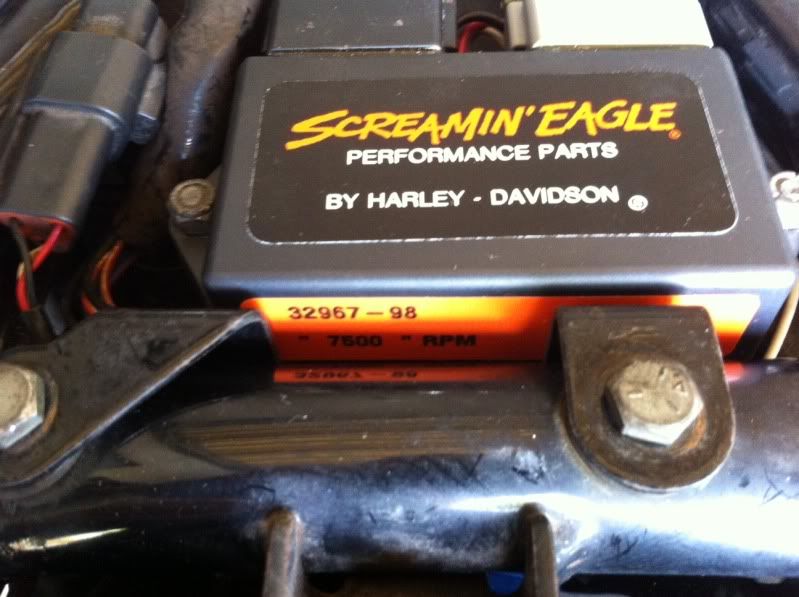 SCREAMIN' EAGLE®
PERFORMANCE PARTS
BY HARLEY - DAVIDSON ®
32967-98
" 7500 " RPM